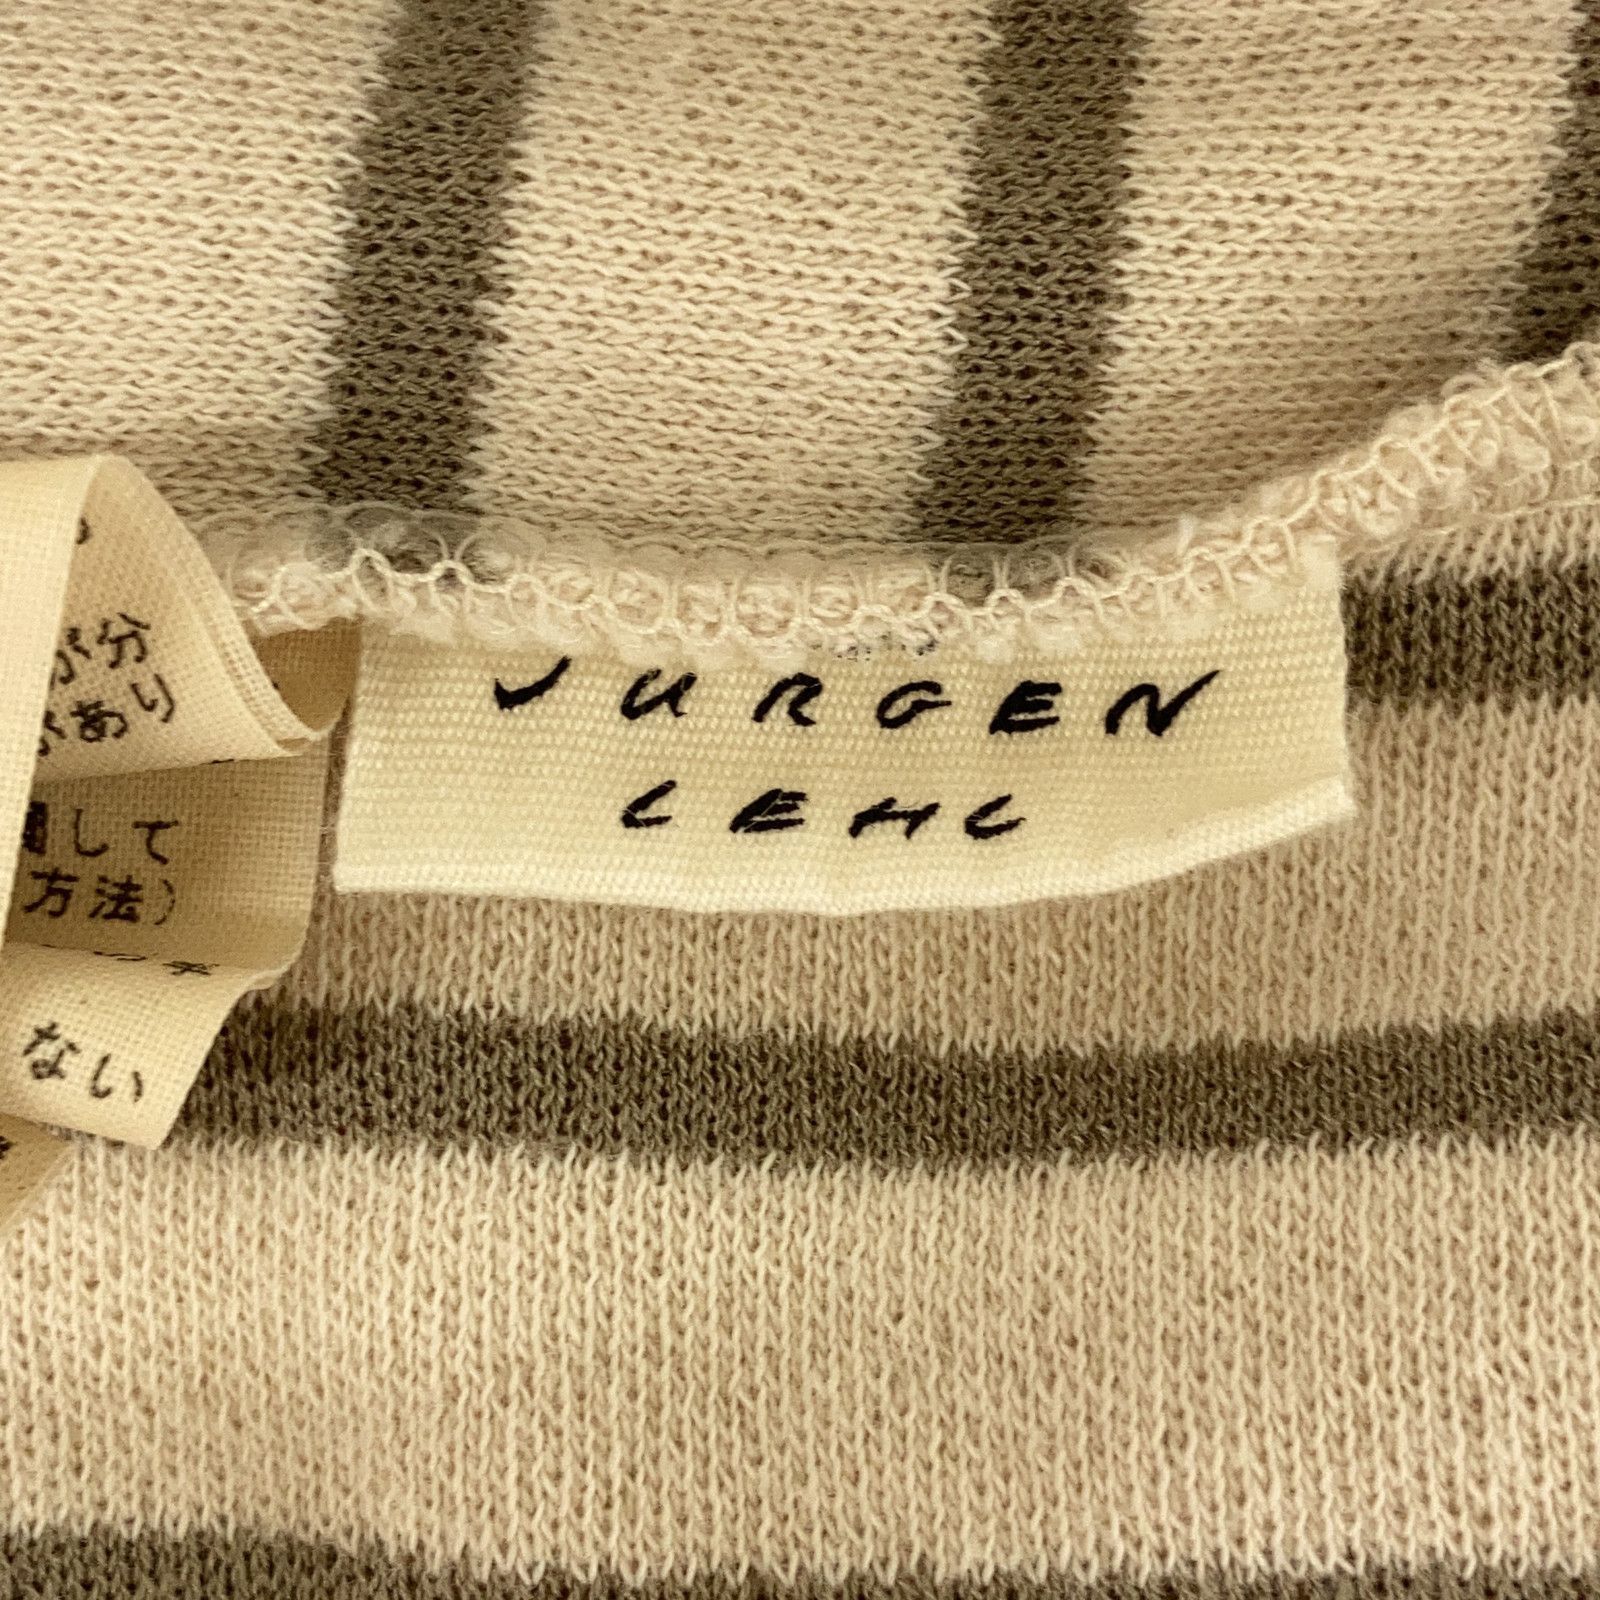 JURGEN
LEHL
分
があり
して
方法)
ない